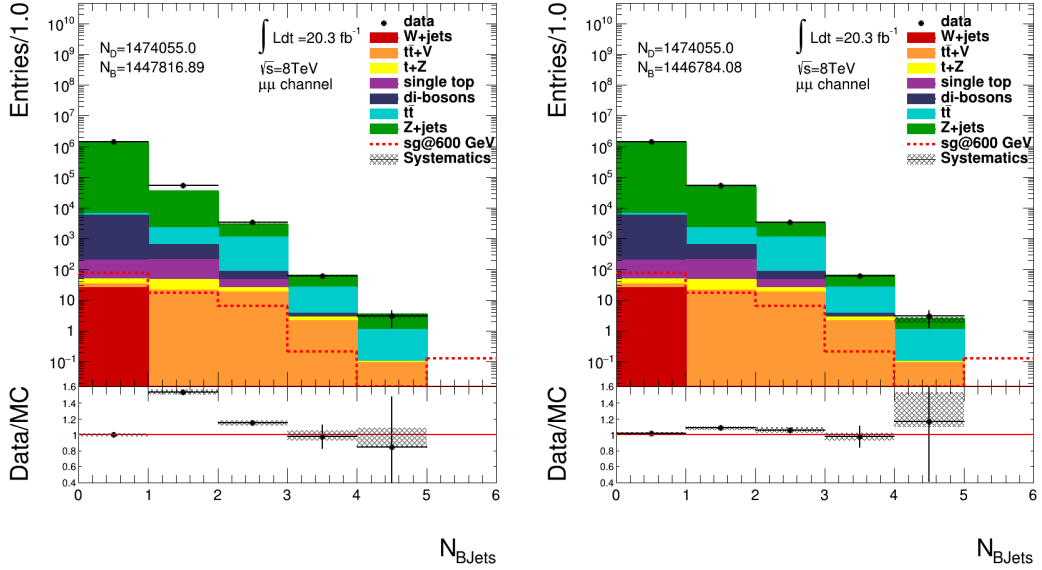 Entries/1.0
10^10
10^9
10^8
10^7
10^6
10^5
10^4
10^3
10^2
10
1
10^-1
N_D=1474055.0
N_B=1447816.89
∫ Ldt =20.3 fb^-1
√s=8TeV
μμ channel
data
W+jets
tt̄+V
t+Z
single top
di-bosons
tt̄
Z+jets
sg@600 GeV
Systematics
Data/MC
1.6
1.4
1.2
1
0.8
0.6
0.4
0 1 2 3 4 5 6
N_BJets
Entries/1.0
10^10
10^9
10^8
10^7
10^6
10^5
10^4
10^3
10^2
10
1
10^-1
N_D=1474055.0
N_B=1446784.08
∫ Ldt =20.3 fb^-1
√s=8TeV
μμ channel
data
W+jets
tt̄+V
t+Z
single top
di-bosons
tt̄
Z+jets
sg@600 GeV
Systematics
Data/MC
1.6
1.4
1.2
1
0.8
0.6
0.4
0 1 2 3 4 5 6
N_BJets